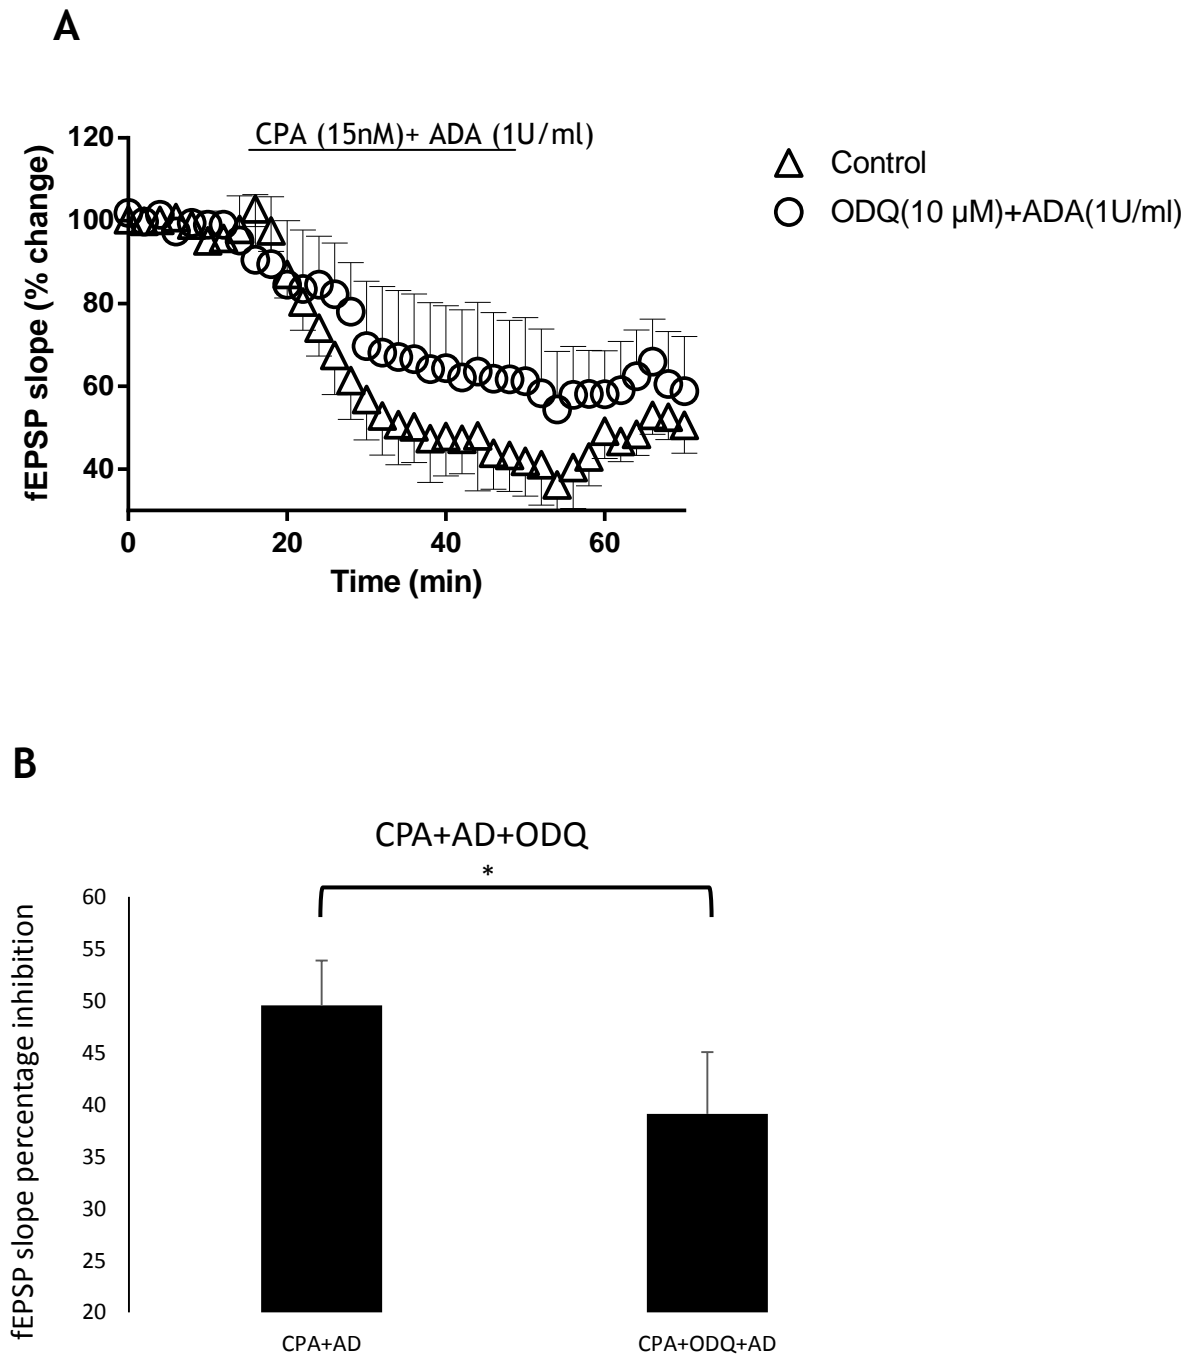 A
CPA (15nM)+ ADA (1U/ml)
120
100
80
60
40
fEPSP slope (% change)
0 20 40 60
Time (min)
Control
ODQ(10 µM)+ADA(1U/ml)
B
CPA+AD+ODQ
*
60
55
50
45
40
35
30
25
20
fEPSP slope percentage inhibition
CPA+AD CPA+ODQ+AD